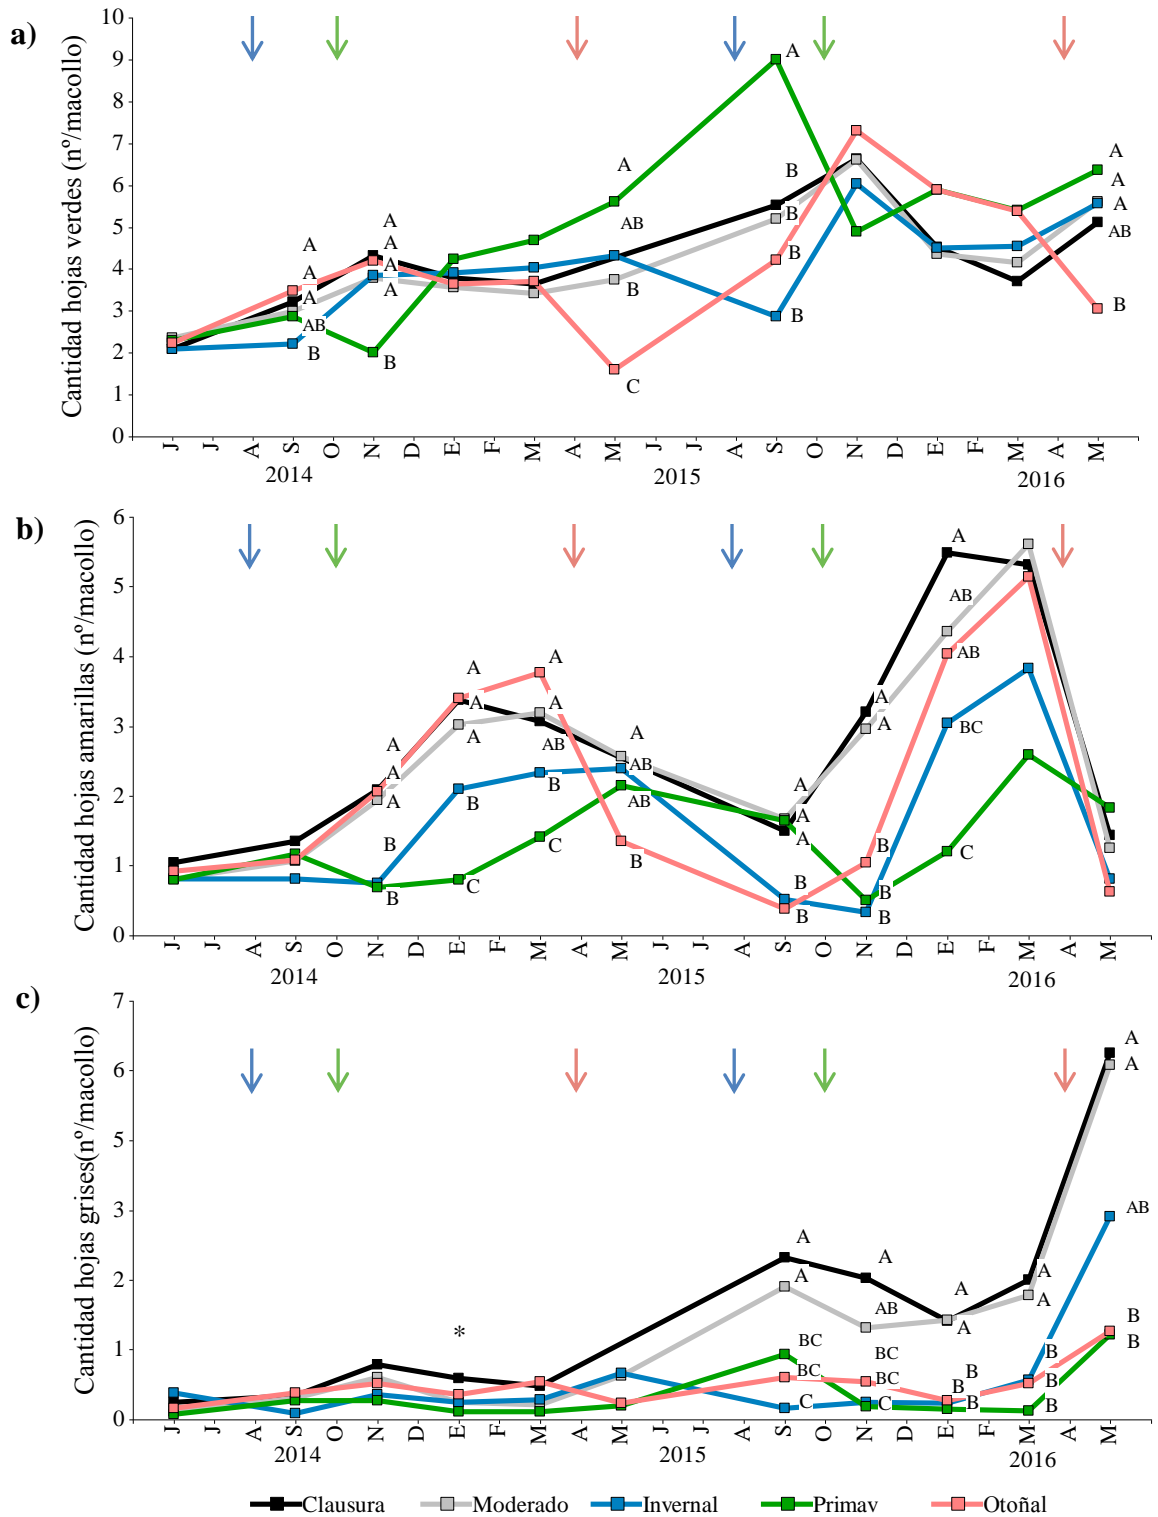 a)
Cantidad hojas verdes (nº/macollo)
10
9
8
7
6
5
4
3
2
1
0
A
A
B
B
B
B
A
AB
B
C
A
A
A
AB
B
A
A
A
A
B
A
A
A
AB
B
J J A S O N D E F M A M J J A S O N D E F M A M
2014 2015 2016
b)
Cantidad hojas amarillas (nº/macollo)
6
5
4
3
2
1
0
A
A
A
B
B
A
A
A
B
C
A
A
AB
B
C
A
AB
AB
B
A
A
A
B
B
A
A
B
B
B
A
AB
AB
BC
C
J J A S O N D E F M A M J J A S O N D E F M A M
2014 2015 2016
c)
Cantidad hojas grises(nº/macollo)
7
6
5
3
2
1
0
*
A
A
BC
BC
C
A
AB
BC
BC
C
A
A
B
B
B
A
A
B
B
B
A
A
AB
B
B
J J A S O N D E F M A M J J A S O N D E F M A M
2014 2015 2016
Clausura Moderado Invernal Primav Otoñal